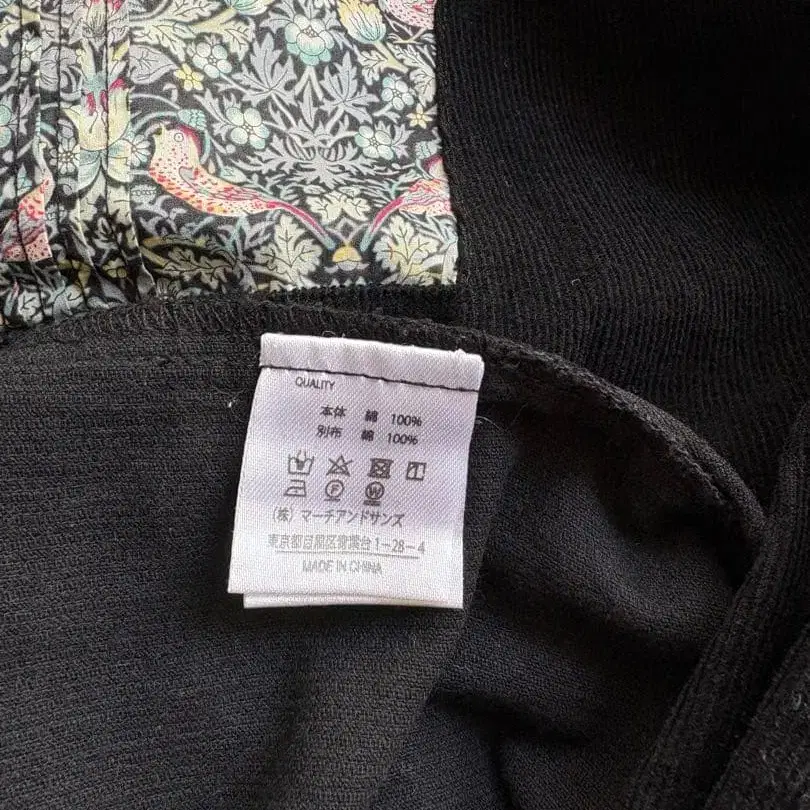 QUALITY
本体 綿 100%
別布 綿 100%
F W
(株) マーチアンドサンズ
東京都目黒区青葉台1-28-4
MADE IN CHINA